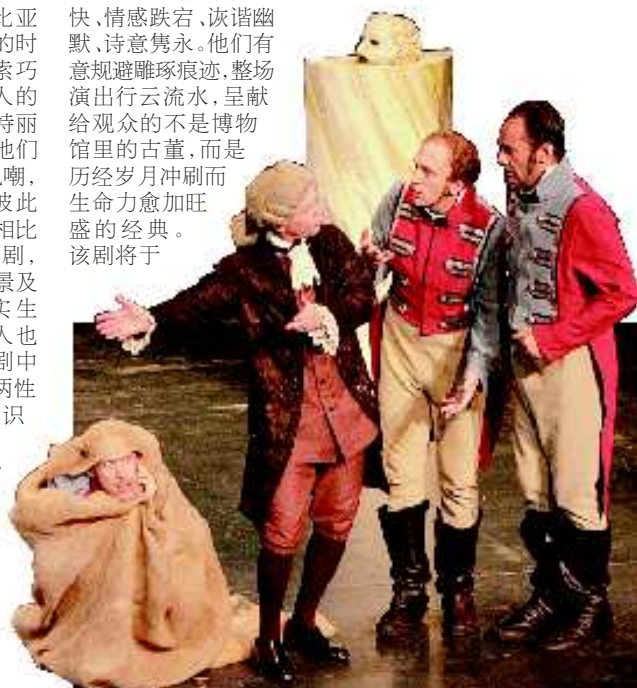 比亚
的时
索巧
人的
特丽
他们
嘲，
彼此
相比
剧，
景及
实生
人也
剧中
两性
识
快、情感跌宕、诙谐幽
默、诗意隽永。他们有
意规避雕琢痕迹，整场
演出行云流水，呈献
给观众的不是博物
馆里的古董，而是
历经岁月冲刷而
生命力愈加旺
盛的经典。
该剧将于